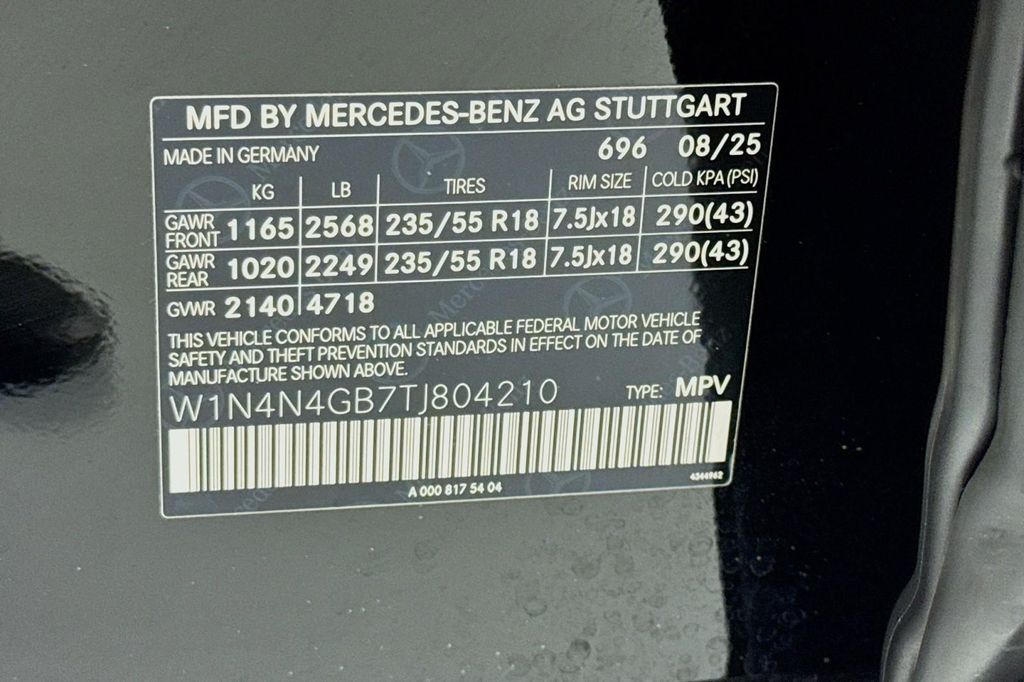 MFD BY MERCEDES-BENZ AG STUTTGART
MADE IN GERMANY 696 08/25
KG LB TIRES RIM SIZE COLD KPA(PSI)
GAWR FRONT 1165 2568 235/55 R18 7.5Jx18 290(43)
GAWR REAR 1020 2249 235/55 R18 7.5Jx18 290(43)
GVWR 2140 4718
THIS VEHICLE CONFORMS TO ALL APPLICABLE FEDERAL MOTOR VEHICLE
SAFETY AND THEFT PREVENTION STANDARDS IN EFFECT ON THE DATE OF
MANUFACTURE SHOWN ABOVE.
W1N4N4GB7TJ804210 TYPE: MPV
A 000 817 54 04 4344962